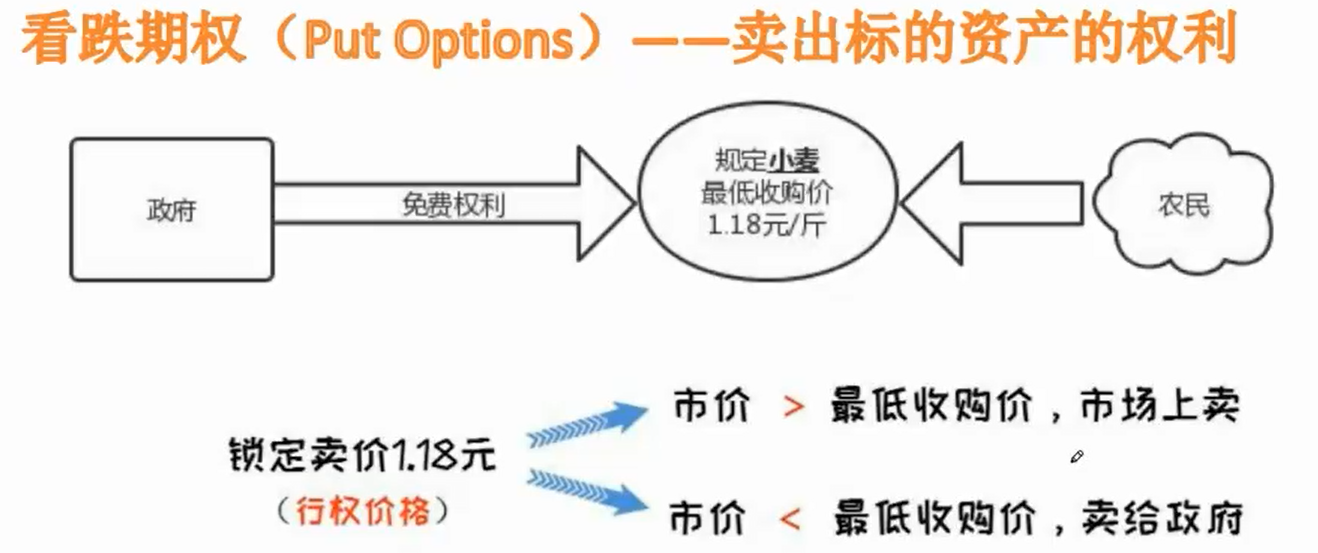 看跌期权（Put Options）——卖出标的资产的权利
政府
免费权利
规定小麦
最低收购价
1.18元/斤
农民
锁定卖价1.18元
（行权价格）
市价 > 最低收购价，市场上卖
市价 < 最低收购价，卖给政府